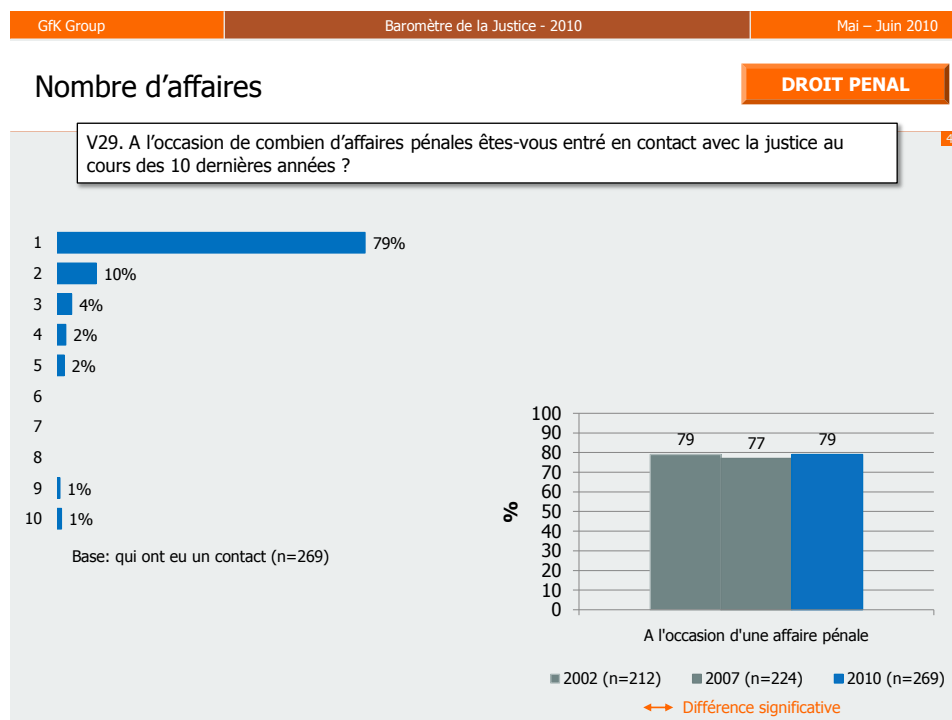 GfK Group
Baromètre de la Justice - 2010
Mai – Juin 2010
Nombre d'affaires
DROIT PENAL
4
V29. A l'occasion de combien d'affaires pénales êtes-vous entré en contact avec la justice au
cours des 10 dernières années ?
1 79%
2 10%
3 4%
4 2%
5 2%
6
7
8
9 1%
10 1%
Base: qui ont eu un contact (n=269)
%
100
90
80
70
60
50
40
30
20
10
0
79 77 79
A l'occasion d'une affaire pénale
2002 (n=212) 2007 (n=224) 2010 (n=269)
Différence significative